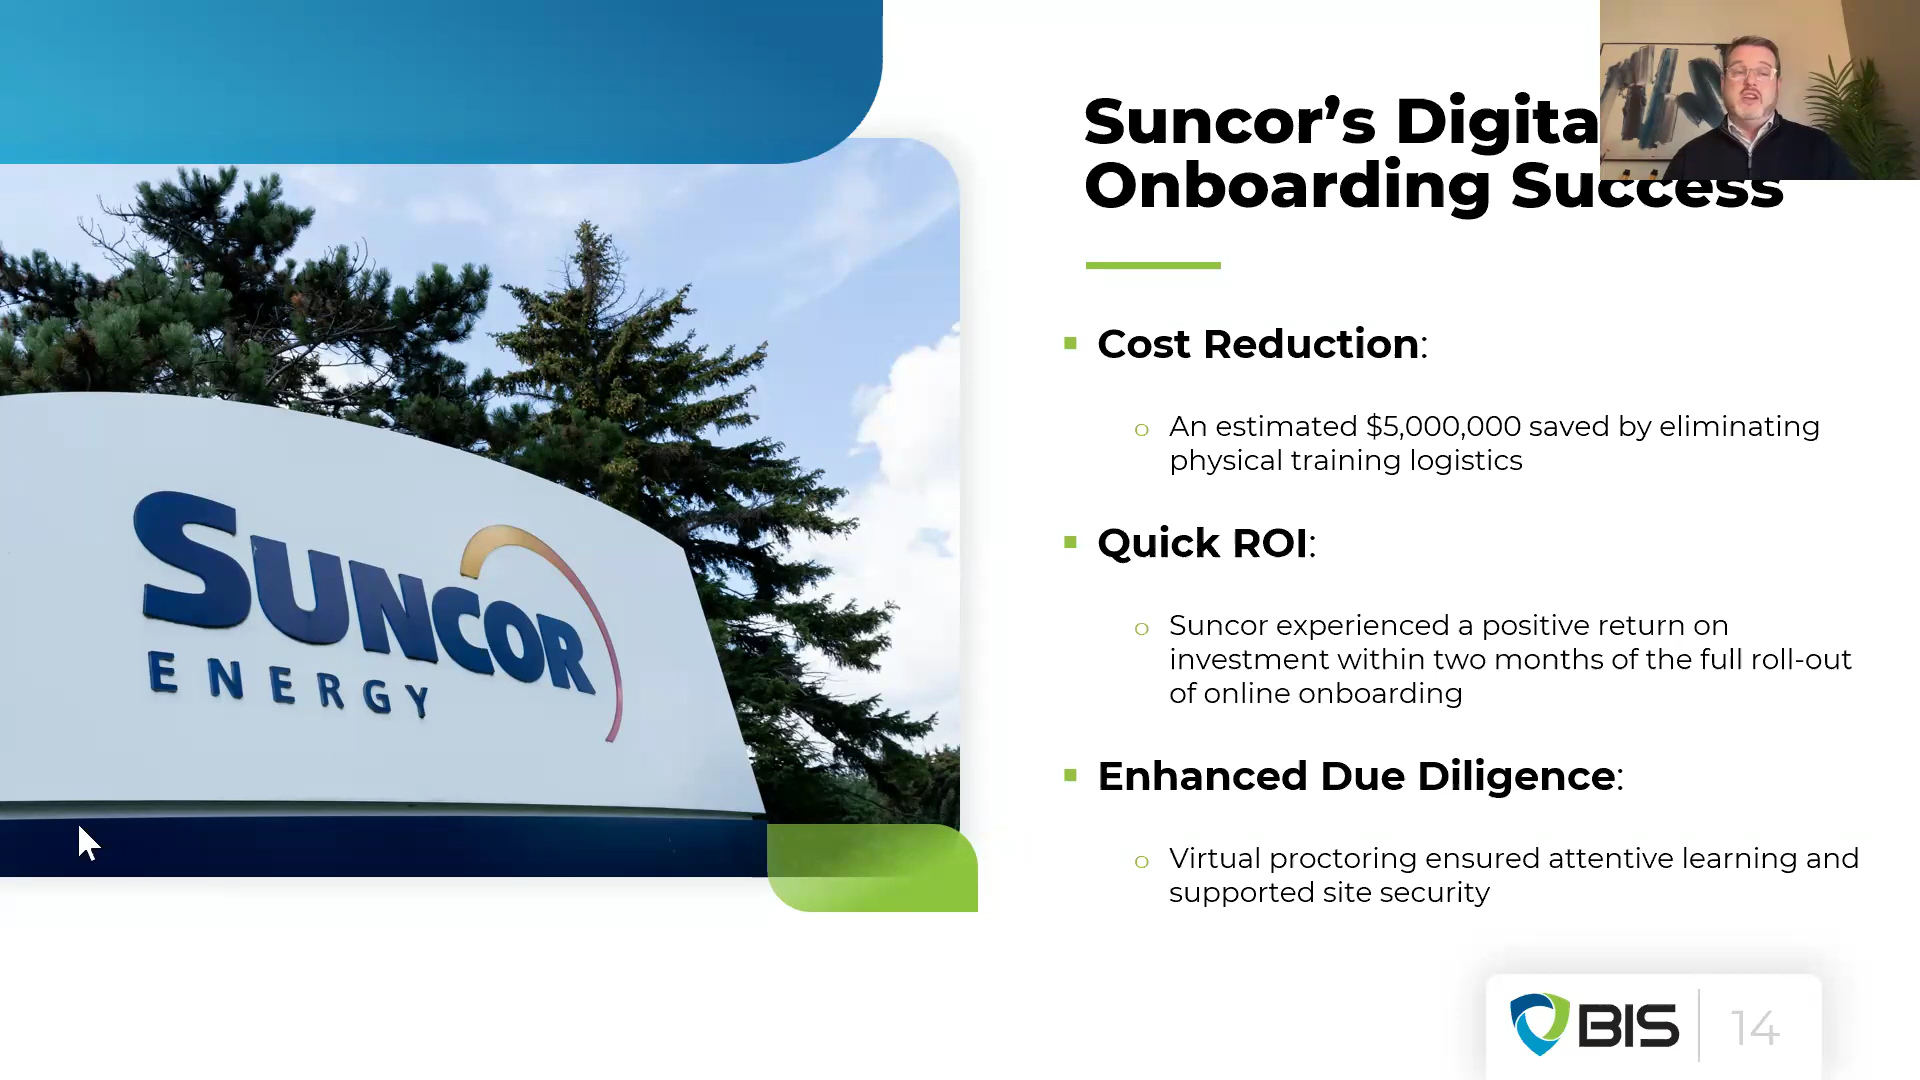 Suncor's Digita
Onboarding Success
Cost Reduction:
An estimated $5,000,000 saved by eliminating
physical training logistics
Quick ROI:
Suncor experienced a positive return on
investment within two months of the full roll-out
of online onboarding
Enhanced Due Diligence:
Virtual proctoring ensured attentive learning and
supported site security
SUNCOR
ENERGY
BIS
14